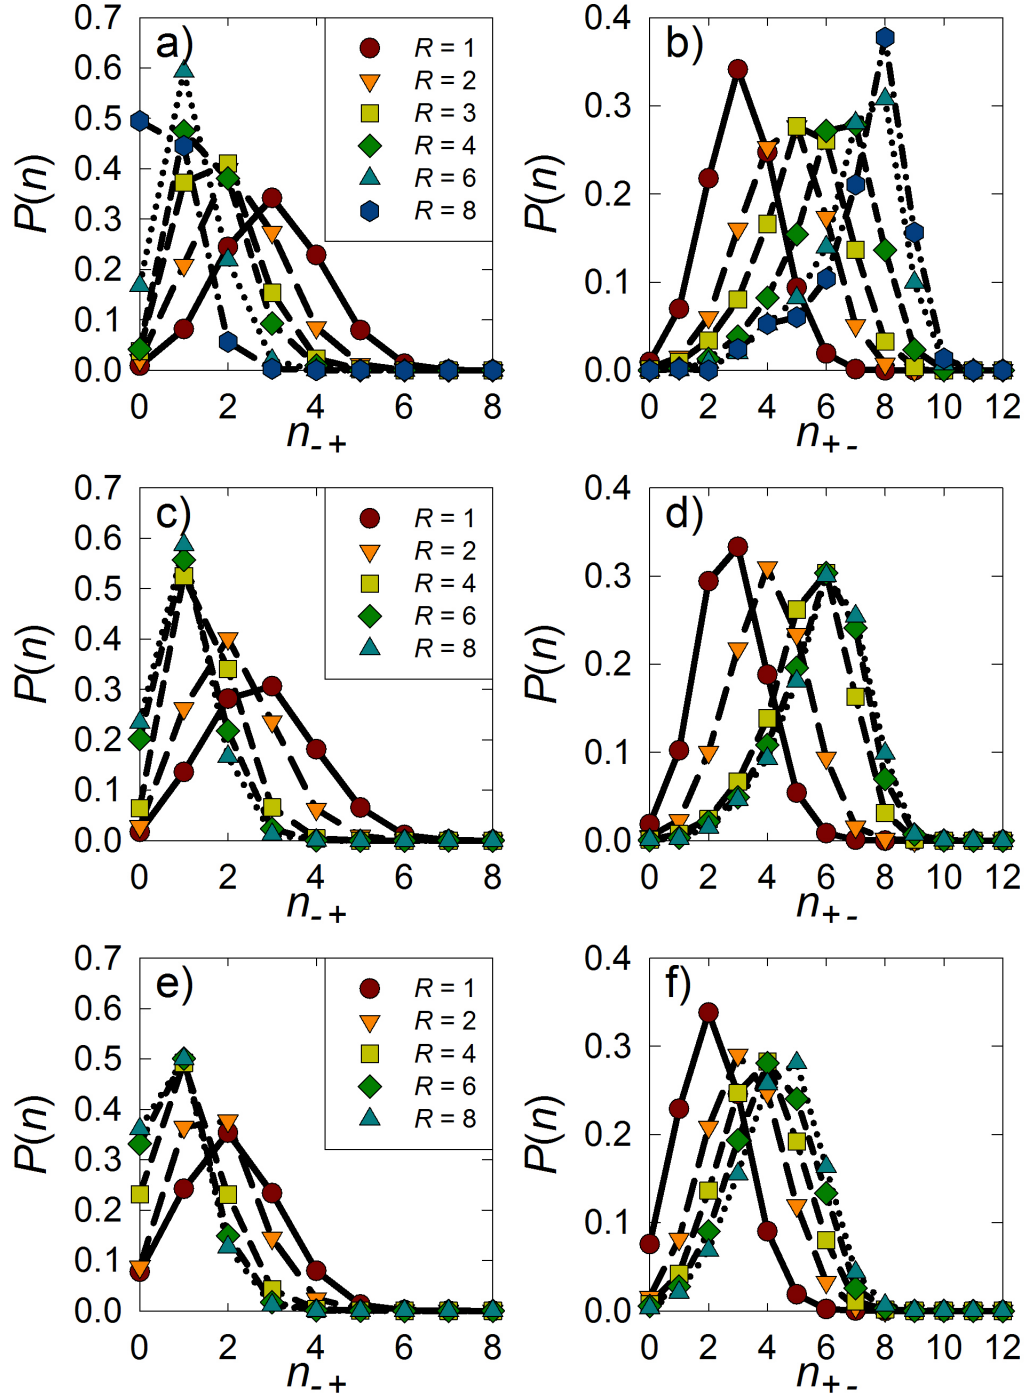 a)
R = 1
R = 2
R = 3
R = 4
R = 6
R = 8
P(n)
0.7
0.6
0.5
0.4
0.3
0.2
0.1
0.0
0 2 4 6 8
n-+
b)
P(n)
0.4
0.3
0.2
0.1
0.0
0 2 4 6 8 10 12
n+-
c)
R = 1
R = 2
R = 4
R = 6
R = 8
P(n)
0.7
0.6
0.5
0.4
0.3
0.2
0.1
0.0
0 2 4 6 8
n-+
d)
P(n)
0.4
0.3
0.2
0.1
0.0
0 2 4 6 8 10 12
n+-
e)
R = 1
R = 2
R = 4
R = 6
R = 8
P(n)
0.7
0.6
0.5
0.4
0.3
0.2
0.1
0.0
0 2 4 6 8
n-+
f)
P(n)
0.4
0.3
0.2
0.1
0.0
0 2 4 6 8 10 12
n+-